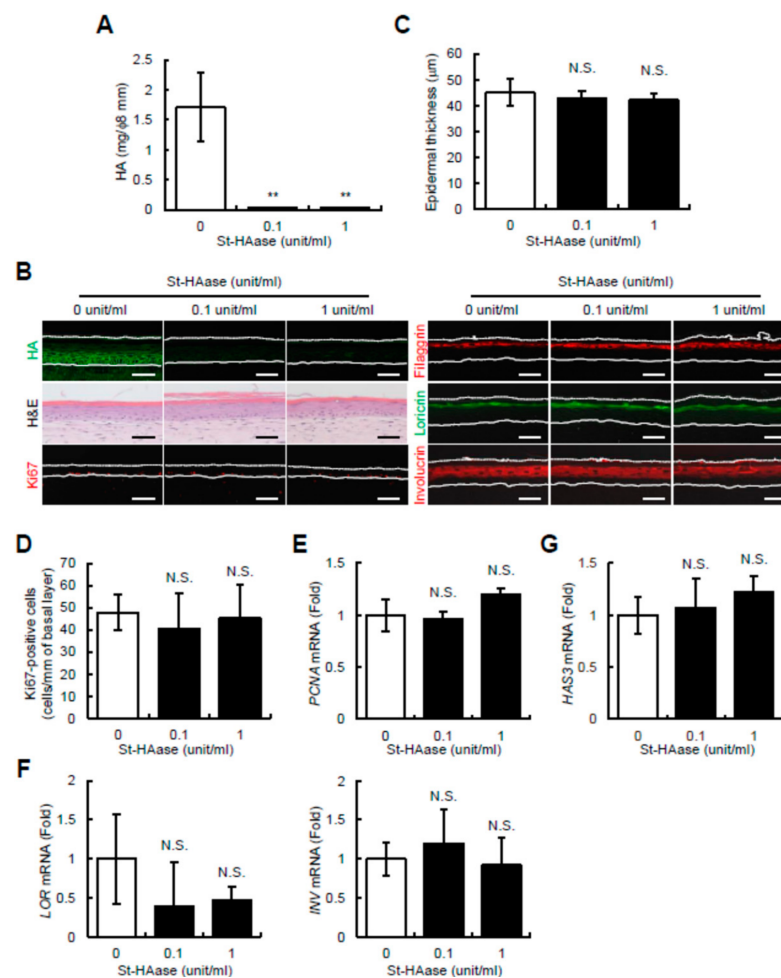 A
HA (mg/ϕ8 mm)
2.5
2
1.5
1
0.5
0
** **
0 0.1 1
St-HAase (unit/ml)
C
Epidermal thickness (µm)
60
50
40
30
20
10
0
N.S. N.S.
0 0.1 1
St-HAase (unit/ml)
B
St-HAase (unit/ml)
0 unit/ml 0.1 unit/ml 1 unit/ml
HA
H&E
Ki67
St-HAase (unit/ml)
0 unit/ml 0.1 unit/ml 1 unit/ml
Filaggrin
Loricrin
Involucrin
D
Ki67-positive cells
(cells/mm of basal layer)
70
60
50
40
30
20
10
0
N.S. N.S.
0 0.1 1
St-HAase (unit/ml)
E
PCNA mRNA (Fold)
1.5
1
0.5
0
N.S. N.S.
0 0.1 1
St-HAase (unit/ml)
G
HAS3 mRNA (Fold)
1.5
1
0.5
0
N.S. N.S.
0 0.1 1
St-HAase (unit/ml)
F
LOR mRNA (Fold)
2
1.5
1
0.5
0
N.S. N.S.
0 0.1 1
St-HAase (unit/ml)
INV mRNA (Fold)
2
1.5
1
0.5
0
N.S. N.S.
0 0.1 1
St-HAase (unit/ml)